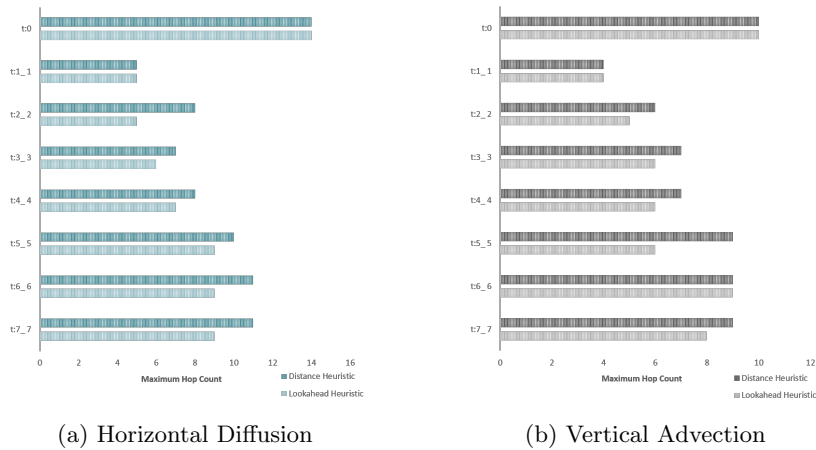 t:0
t:1_1
t:2_2
t:3_3
t:4_4
t:5_5
t:6_6
t:7_7
0 2 4 6 8 10 12 14 16
Maximum Hop Count
Distance Heuristic
Lookahead Heuristic
(a) Horizontal Diffusion
t:0
t:1_1
t:2_2
t:3_3
t:4_4
t:5_5
t:6_6
t:7_7
0 2 4 6 8 10 12
Maximum Hop Count
Distance Heuristic
Lookahead Heuristic
(b) Vertical Advection